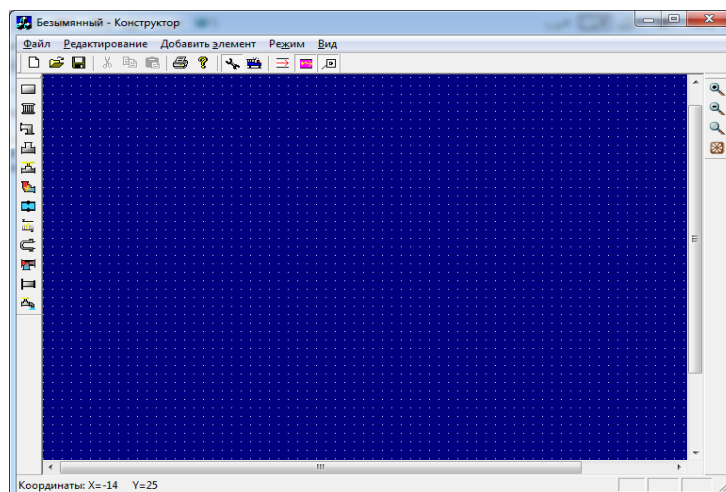 Безымянный - Конструктор
Файл Редактирование Добавить элемент Режим Вид
Координаты: X=-14 Y=25